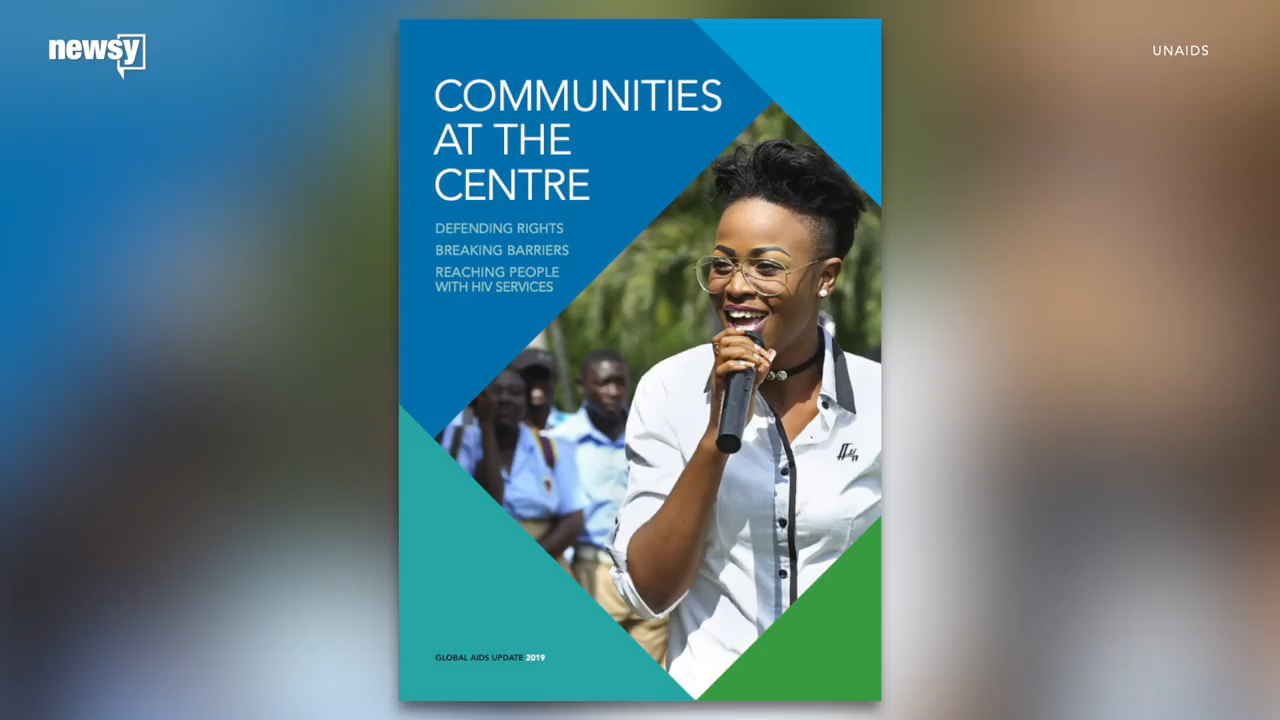 newsy
UNAIDS
COMMUNITIES
AT THE
CENTRE
DEFENDING RIGHTS
BREAKING BARRIERS
REACHING PEOPLE
WITH HIV SERVICES
GLOBAL AIDS UPDATE 2019